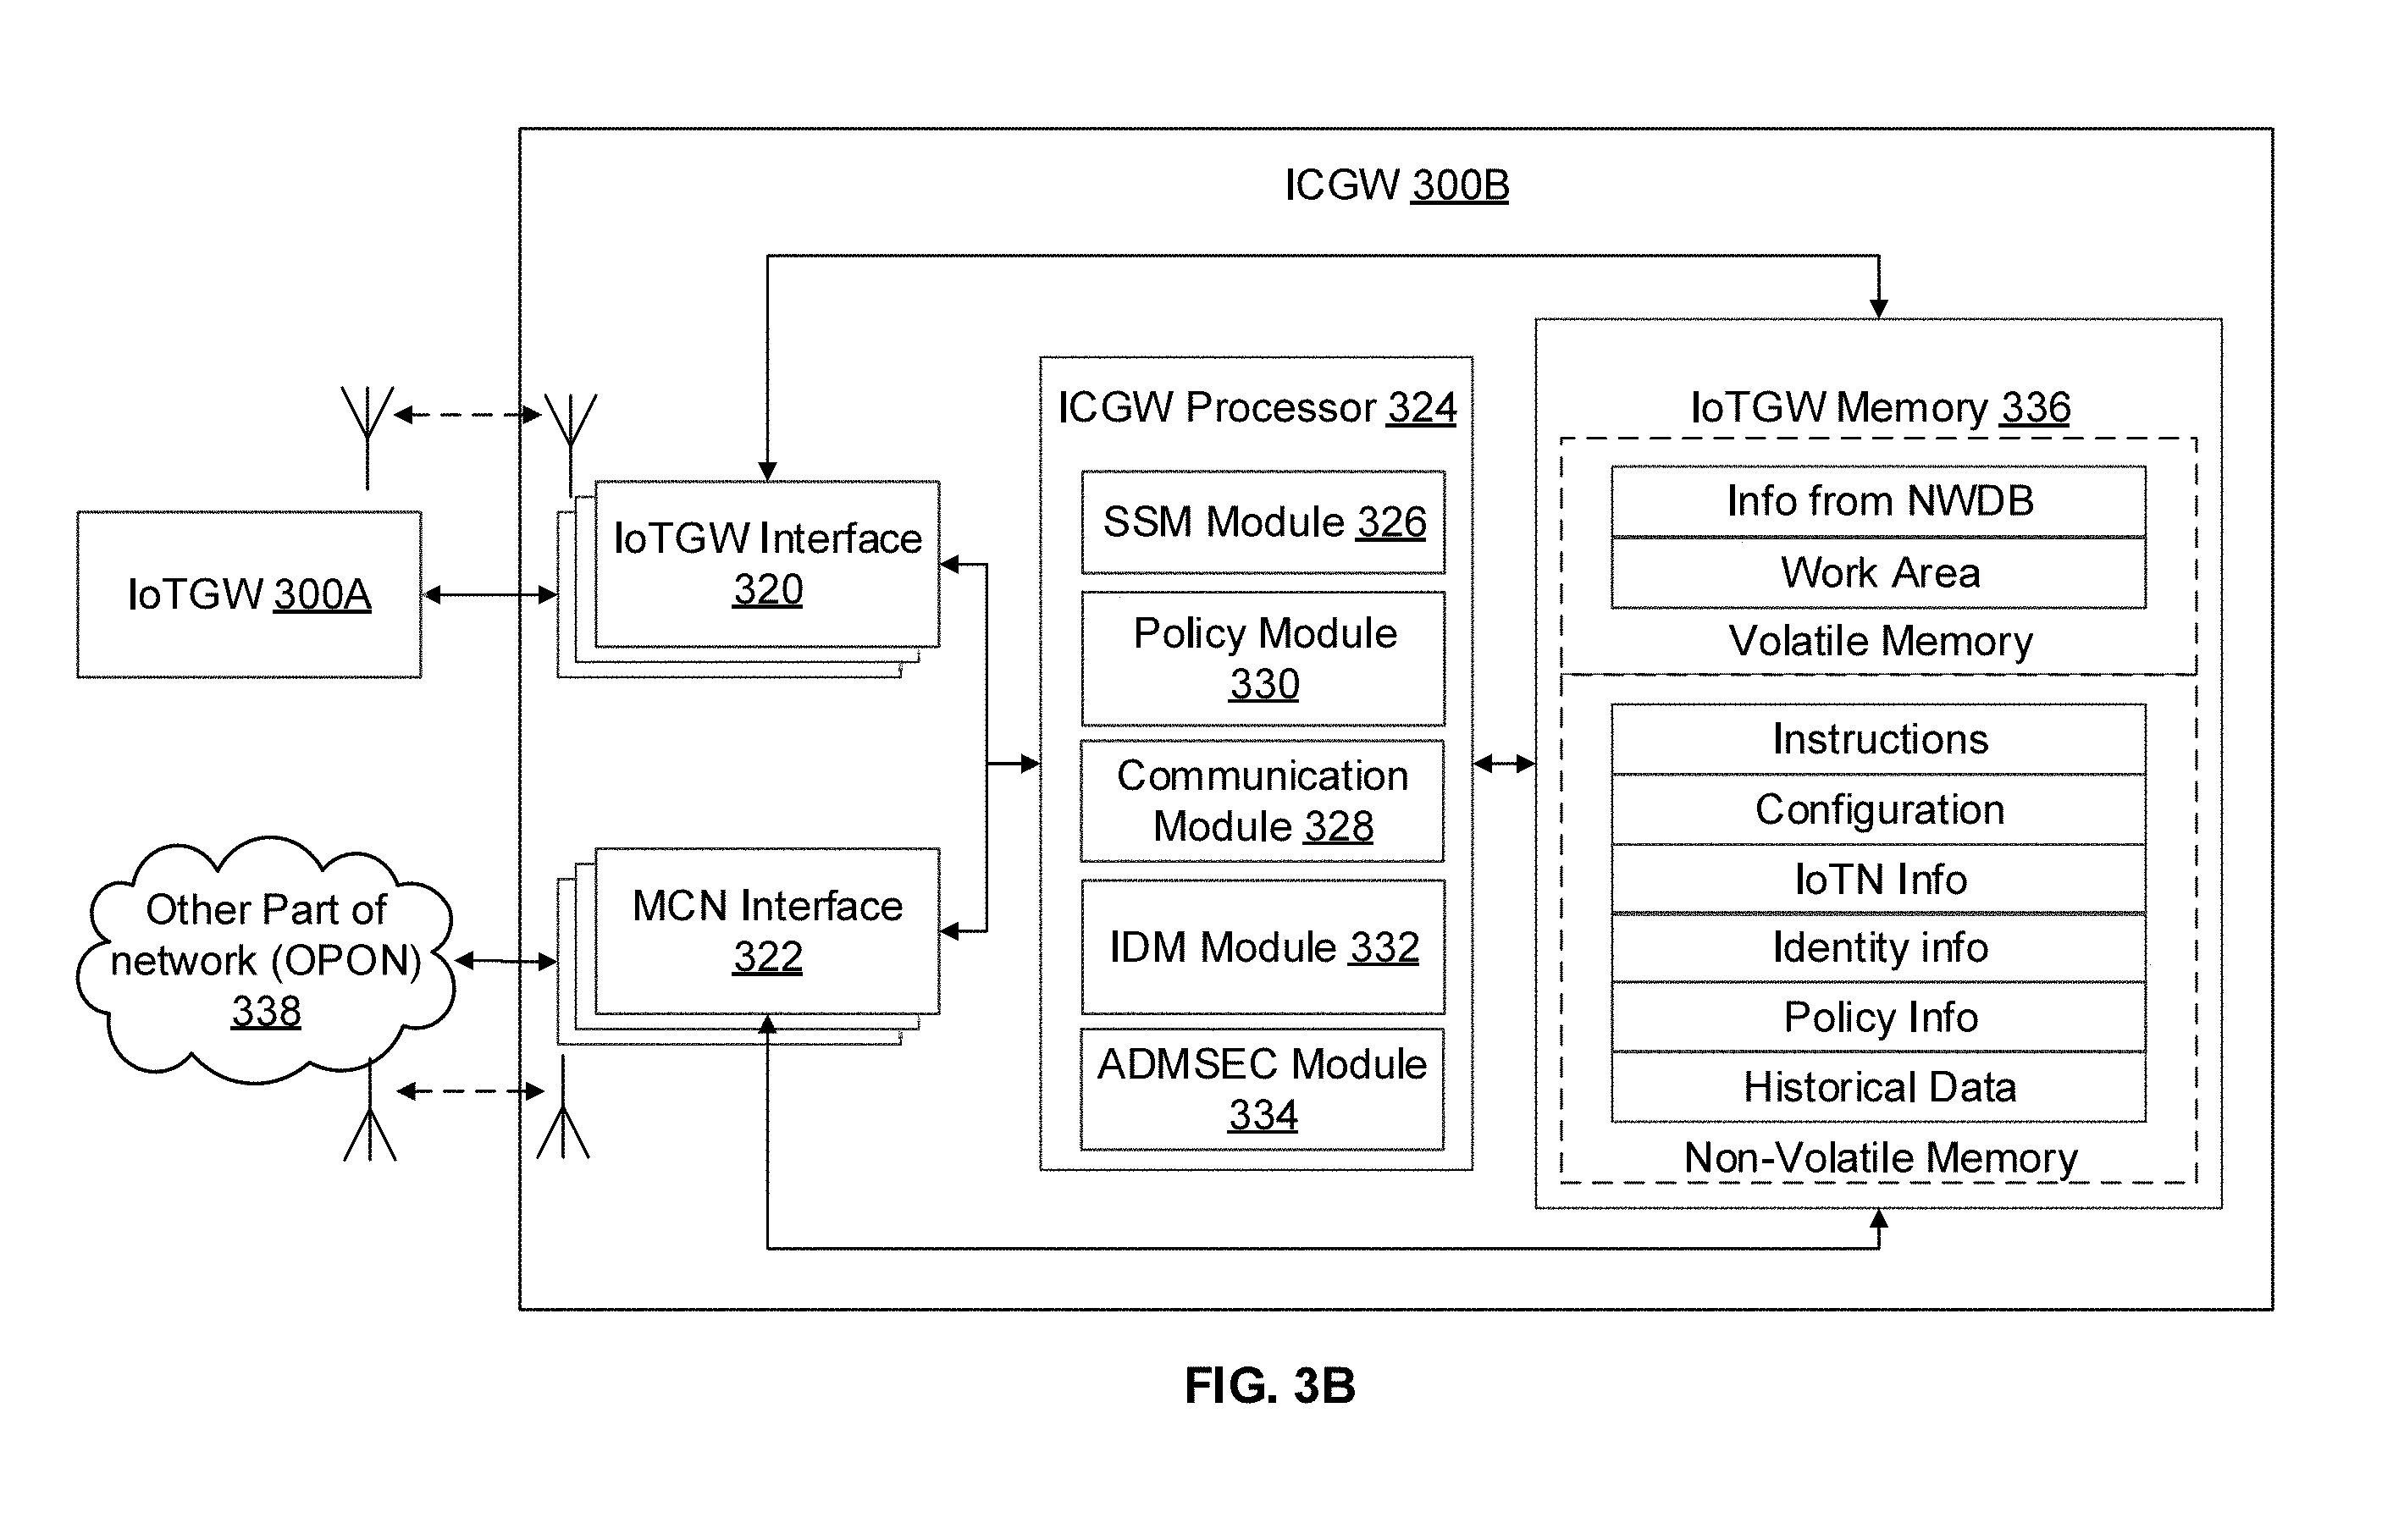 ICGW 300B
IoTGW 300A
Other Part of
network (OPON)
338
IoTGW Interface
320
MCN Interface
322
ICGW Processor 324
SSM Module 326
Policy Module
330
Communication
Module 328
IDM Module 332
ADMSEC Module
334
IoTGW Memory 336
Info from NWDB
Work Area
Volatile Memory
Instructions
Configuration
IoTN Info
Identity info
Policy Info
Historical Data
Non-Volatile Memory
FIG. 3B